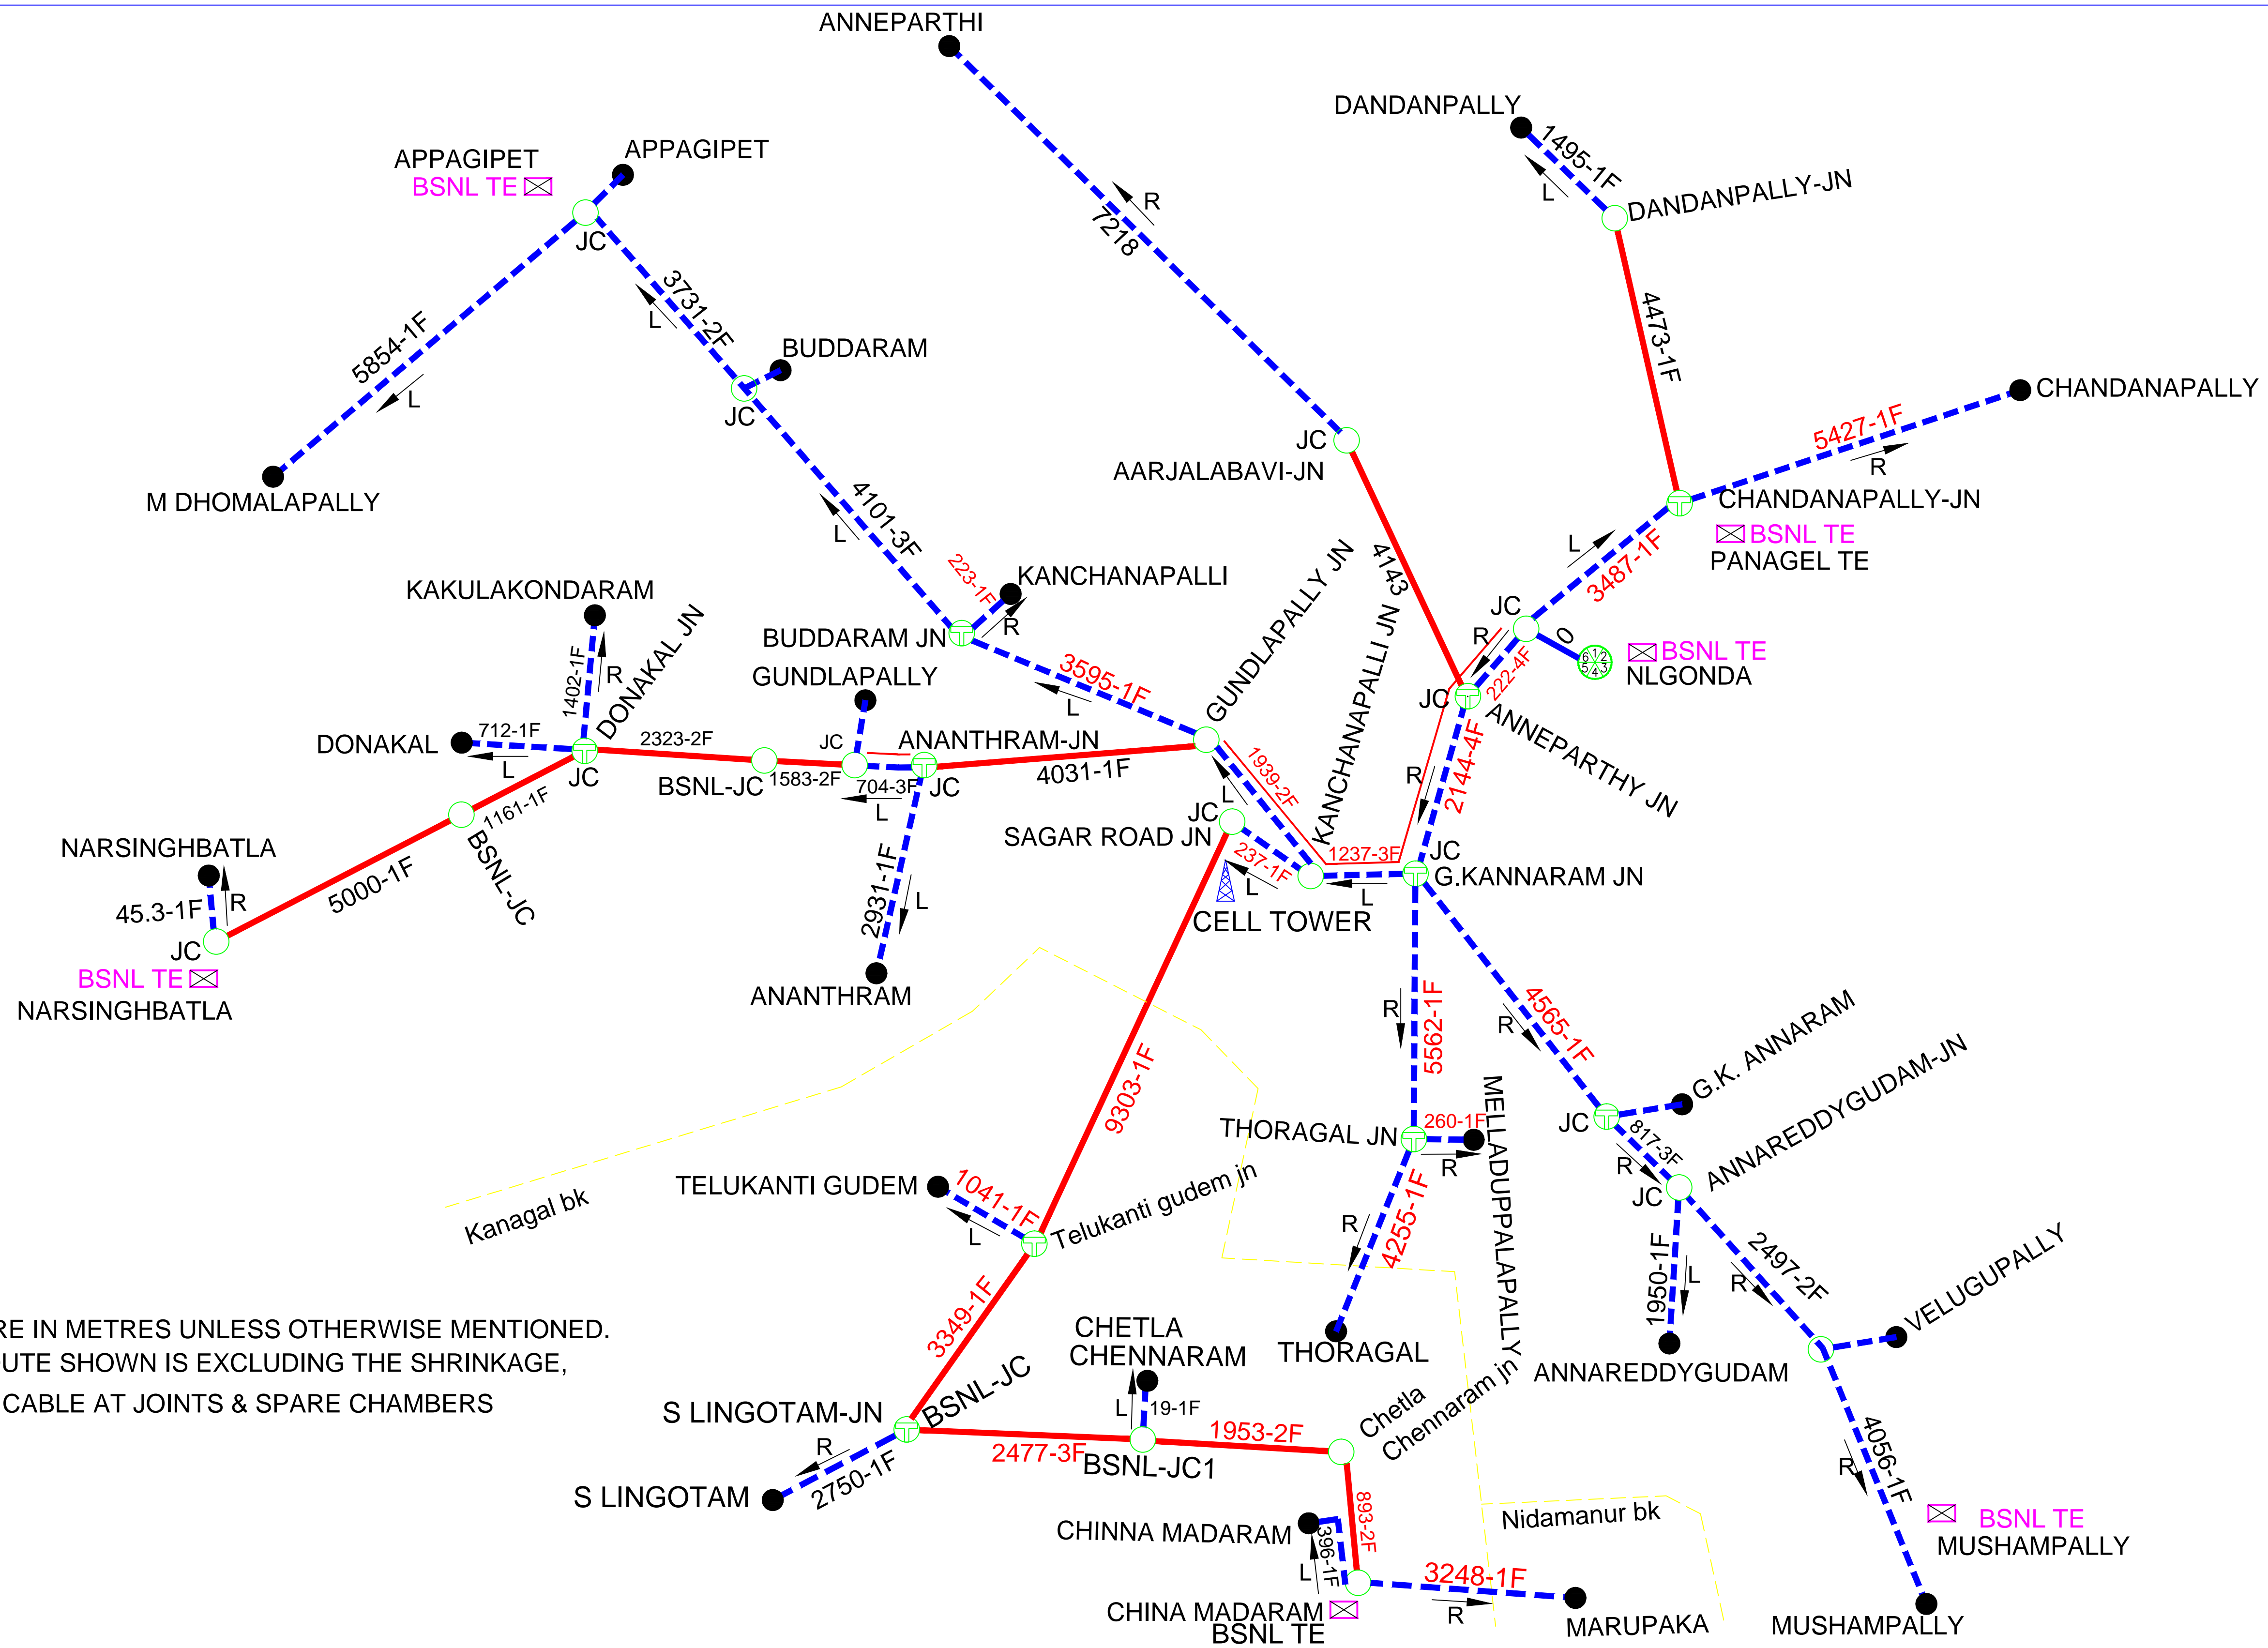 ANNEPARTHI
DANDANPALLY
1495-1F
L
DANDANPALLY-JN
APPAGIPET
BSNL TE
APPAGIPET
JC
R
7218
3731-2F
L
4473-1F
5854-1F
L
BUDDARAM
JC
CHANDANAPALLY
5427-1F
R
JC
AARJALABAVI-JN
M DHOMALAPALLY
4101-3F
L
CHANDANAPALLY-JN
BSNL TE
PANAGEL TE
L
3487-1F
4143
223-1F
KANCHANAPALLI
R
BUDDARAM JN
KAKULAKONDARAM
1402-1F
R
DONAKAL JN
GUNDLAPALLY JN
KANCHANAPALLI JN
JC
R
0
6 1 2
5 4 3
BSNL TE
NLGONDA
222-4F
JC
ANNEPARTHY JN
3595-1F
L
GUNDLAPALLY
DONAKAL
712-1F
L
JC
2323-2F
BSNL-JC
1583-2F
JC
704-3F
L
ANANTHRAM-JN
JC
4031-1F
1939-2F
L
R
2144-4F
JC
SAGAR ROAD JN
237-1F
L
1237-3F
L
JC
G.KANNARAM JN
CELL TOWER
1161-1F
BSNL-JC
NARSINGHBATLA
R
45.3-1F
5000-1F
JC
BSNL TE
NARSINGHBATLA
2931-1F
L
ANANTHRAM
R
5562-1F
4565-1F
R
9303-1F
G.K. ANNARAM
JC
817-3F
R
ANNAREDDYGUDAM-JN
JC
THORAGAL JN
260-1F
R
MELLADUPPALAPALLY
TELUKANTI GUDEM
1041-1F
L
Telukanti gudem jn
Kanagal bk
R
4255-1F
THORAGAL
1950-1F
L
ANNAREDDYGUDAM
2497-2F
R
VELUGUPALLY
RE IN METRES UNLESS OTHERWISE MENTIONED.
UTE SHOWN IS EXCLUDING THE SHRINKAGE,
CABLE AT JOINTS & SPARE CHAMBERS
3349-1F
CHETLA
CHENNARAM
L
19-1F
S LINGOTAM-JN
BSNL-JC
R
2750-1F
S LINGOTAM
2477-3F
BSNL-JC1
1953-2F
Chetla
Chennaram jn
4056-1F
R
893-2F
CHINNA MADARAM
396-1F
L
Nidamanur bk
BSNL TE
MUSHAMPALLY
3248-1F
R
CHINA MADARAM
BSNL TE
MARUPAKA
MUSHAMPALLY